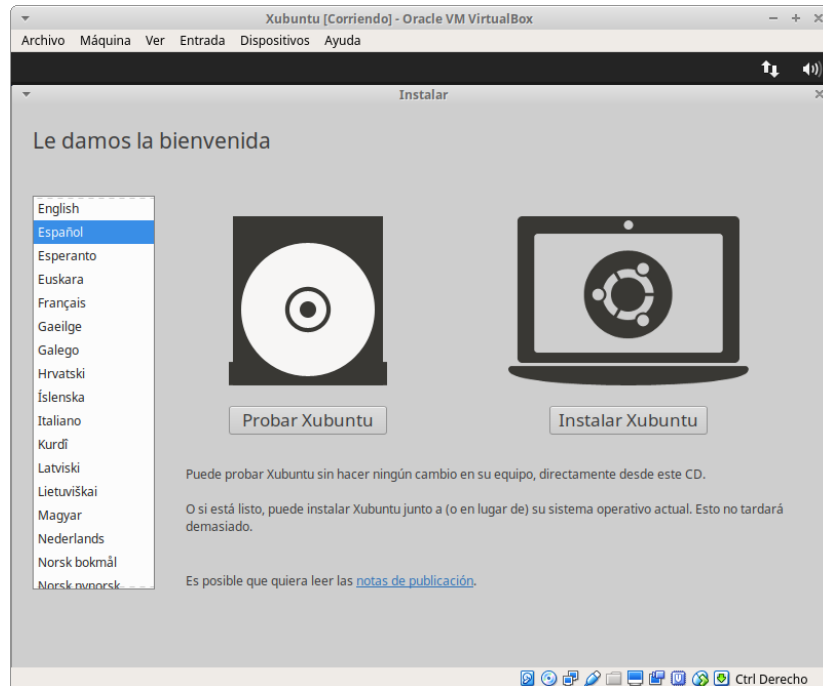 Xubuntu [Corriendo] - Oracle VM VirtualBox
Archivo Máquina Ver Entrada Dispositivos Ayuda
Instalar
Le damos la bienvenida
English
Español
Esperanto
Euskara
Français
Gaeilge
Galego
Hrvatski
Íslenska
Italiano
Kurdî
Latviski
Lietuviškai
Magyar
Nederlands
Norsk bokmål
Norsk nynorsk
Probar Xubuntu
Instalar Xubuntu
Puede probar Xubuntu sin hacer ningún cambio en su equipo, directamente desde este CD.
O si está listo, puede instalar Xubuntu junto a (o en lugar de) su sistema operativo actual. Esto no tardará
demasiado.
Es posible que quiera leer las notas de publicación.
Ctrl Derecho